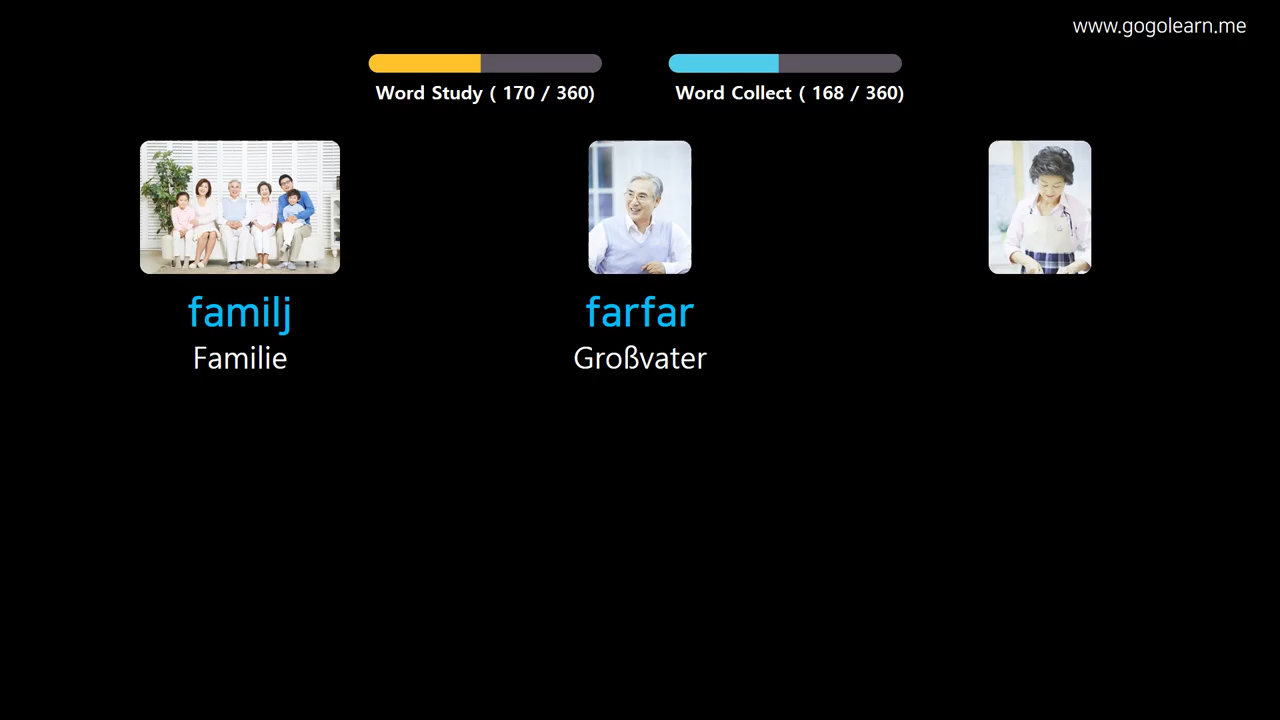 www.gogolearn.me
Word Study ( 170 / 360)
Word Collect ( 168 / 360)
familj
Familie
farfar
Großvater